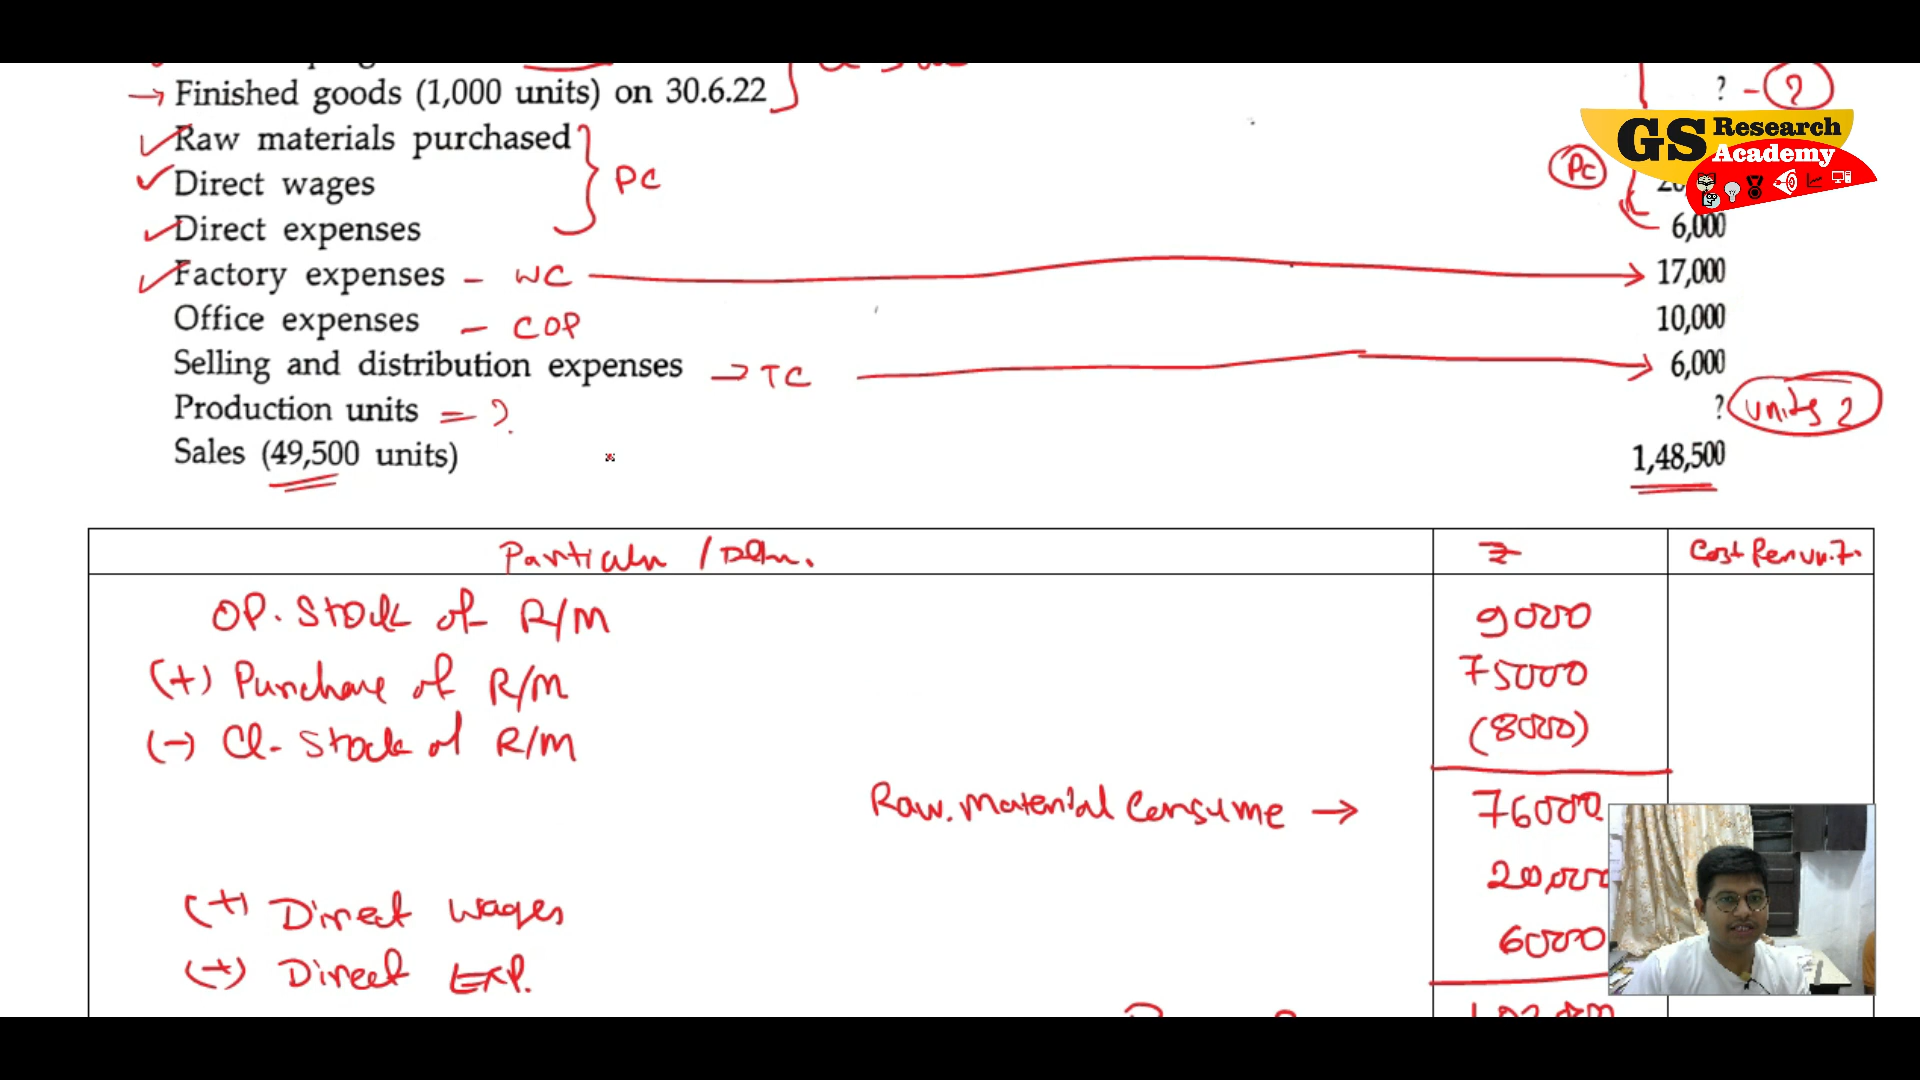 → Finished goods (1,000 units) on 30.6.22 ? - ?
GS Research Academy
Raw materials purchased
PC
Direct wages PC
Direct expenses 6,000
Factory expenses - WC 17,000
Office expenses - COP 10,000
Selling and distribution expenses → TC 6,000
Production units = ? ? units ?
Sales (49,500 units) 1,48,500
₹ Cost Per unit.
OP. Stock of R/M 9000
(+) Purchase of R/M 75000
(-) Cl. Stock of R/M (8000)
Raw. Material Consume → 76000
(+) Direct wages 20,000
(+) Direct EXP. 6000